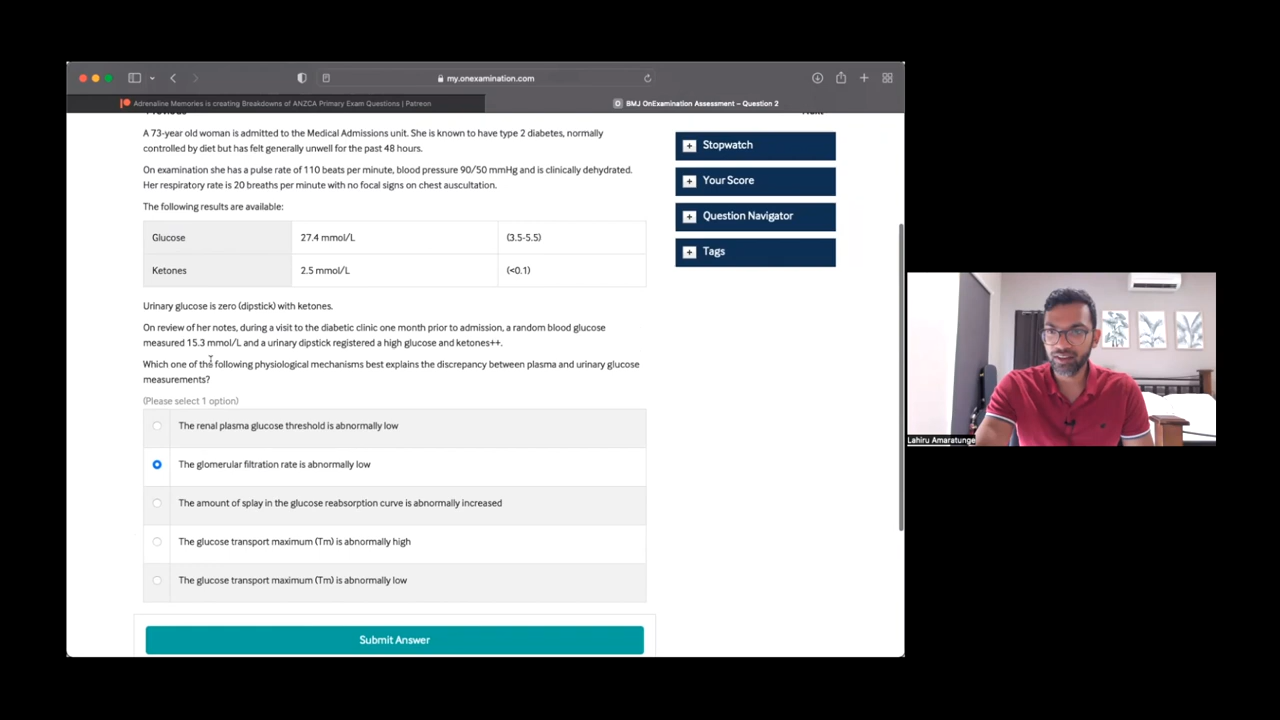 my.onexamination.com
Adrenaline Memories is creating Breakdowns of ANZCA Primary Exam Questions | Patreon
BMJ OnExamination Assessment – Question 2
A 73-year old woman is admitted to the Medical Admissions unit. She is known to have type 2 diabetes, normally
controlled by diet but has felt generally unwell for the past 48 hours.
On examination she has a pulse rate of 110 beats per minute, blood pressure 90/50 mmHg and is clinically dehydrated.
Her respiratory rate is 20 breaths per minute with no focal signs on chest auscultation.
The following results are available:
Glucose 27.4 mmol/L (3.5-5.5)
Ketones 2.5 mmol/L (<0.1)
Urinary glucose is zero (dipstick) with ketones.
On review of her notes, during a visit to the diabetic clinic one month prior to admission, a random blood glucose
measured 15.3 mmol/L and a urinary dipstick registered a high glucose and ketones++.
Which one of the following physiological mechanisms best explains the discrepancy between plasma and urinary glucose
measurements?
(Please select 1 option)
The renal plasma glucose threshold is abnormally low
The glomerular filtration rate is abnormally low
The amount of splay in the glucose reabsorption curve is abnormally increased
The glucose transport maximum (Tm) is abnormally high
The glucose transport maximum (Tm) is abnormally low
Submit Answer
Stopwatch
Your Score
Question Navigator
Tags
Lahiru Amaratunge